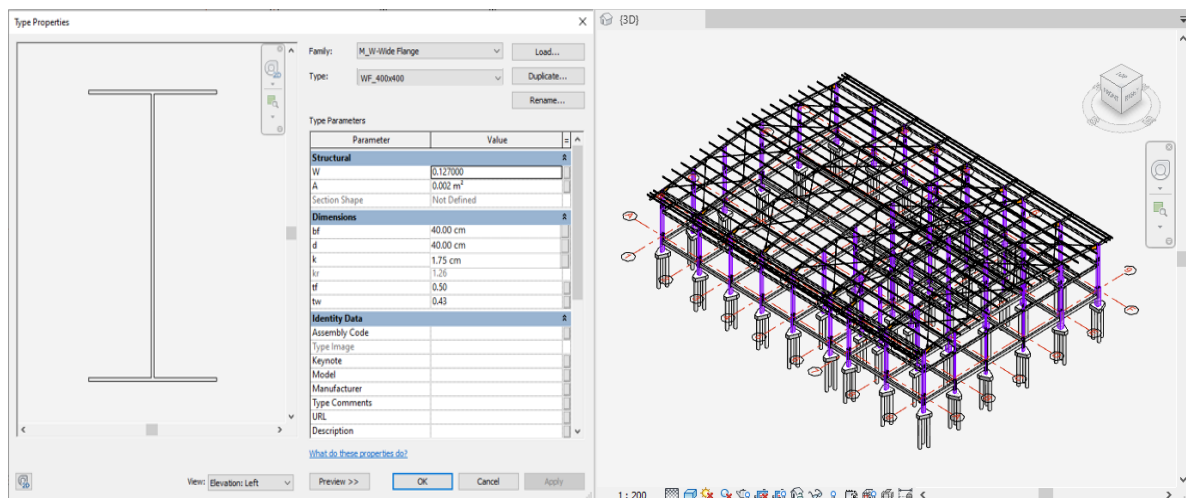 Type Properties
Family: M_W-Wide Flange Load...
Type: WF_400x400 Duplicate...
Rename...
Type Parameters
Parameter Value =
Structural
W 0.127000
A 0.002 m²
Section Shape Not Defined
Dimensions
bf 40.00 cm
d 40.00 cm
k 1.75 cm
kr 1.26
tf 0.50
tw 0.43
Identity Data
Assembly Code
Type Image
Keynote
Model
Manufacturer
Type Comments
URL
Description
What do these properties do?
View: Elevation: Left Preview >> OK Cancel Apply
{3D}
TOP
FRONT
1 : 200